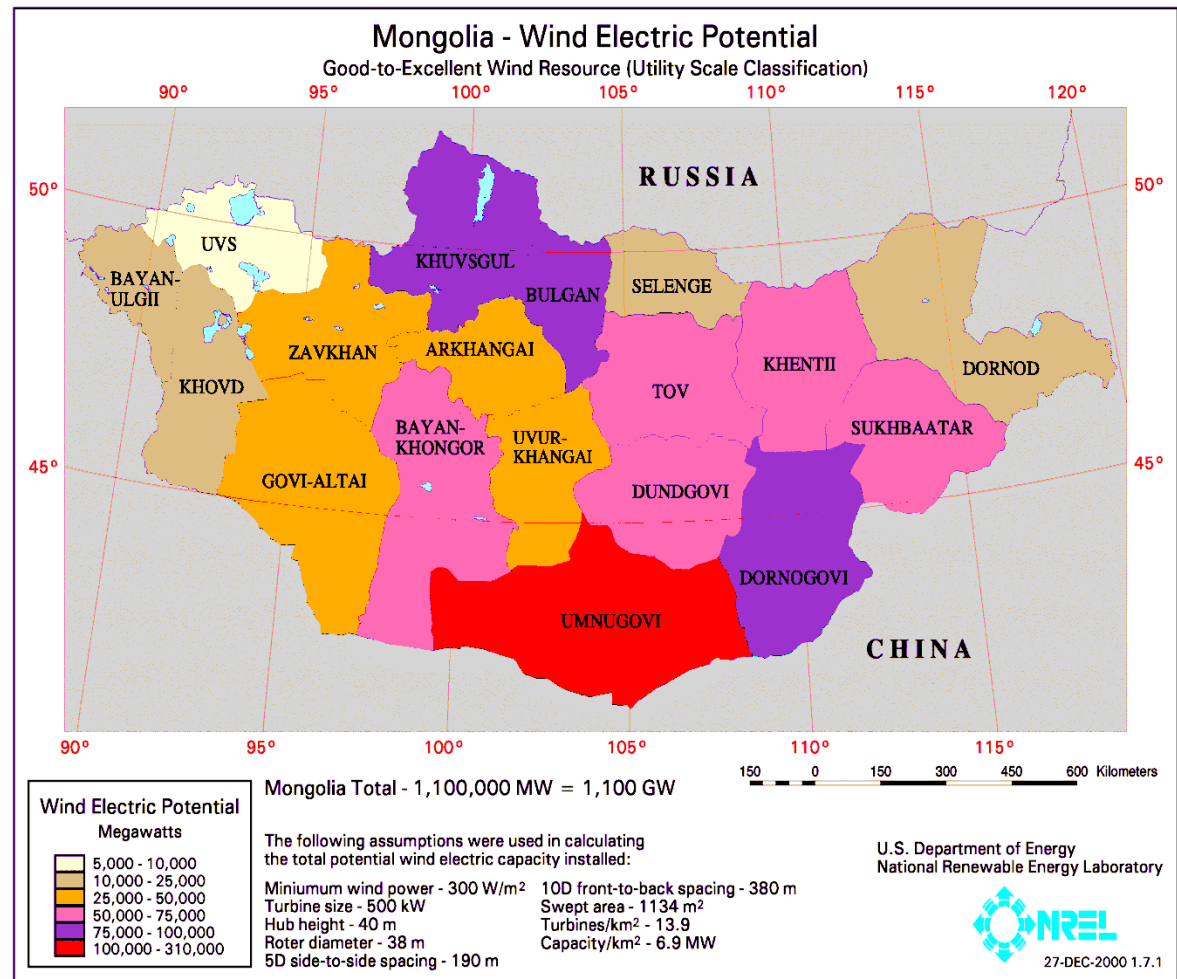 Mongolia - Wind Electric Potential
Good-to-Excellent Wind Resource (Utility Scale Classification)
90° 95° 100° 105° 110° 115° 120°
RUSSIA
50° 50°
UVS
KHUVSGUL
BAYAN-
ULGII
SELENGE
BULGAN
ZAVKHAN
ARKHANGAI
KHENTII
DORNOD
KHOVD
TOV
BAYAN-
KHONGOR
SUKHBAATAR
UVUR-
KHANGAI
45° 45°
GOVI-ALTAI
DUNDGOVI
DORNOGOVI
UMNUGOVI
CHINA
90° 95° 100° 105° 110° 115°
150 0 150 300 450 600 Kilometers
Mongolia Total - 1,100,000 MW = 1,100 GW
Wind Electric Potential
Megawatts
5,000 - 10,000
10,000 - 25,000
25,000 - 50,000
50,000 - 75,000
75,000 - 100,000
100,000 - 310,000
The following assumptions were used in calculating
the total potential wind electric capacity installed:
Miniumum wind power - 300 W/m²
Turbine size - 500 kW
Hub height - 40 m
Roter diameter - 38 m
5D side-to-side spacing - 190 m
10D front-to-back spacing - 380 m
Swept area - 1134 m²
Turbines/km² - 13.9
Capacity/km² - 6.9 MW
U.S. Department of Energy
National Renewable Energy Laboratory
NREL
27-DEC-2000 1.7.1